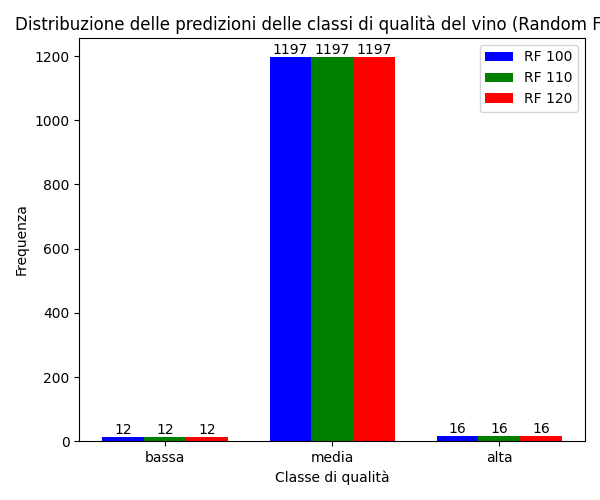 Distribuzione delle predizioni delle classi di qualità del vino (Random F
1197 1197 1197
RF 100
RF 110
RF 120
1200
1000
800
600
400
200
0
Frequenza
12 12 12
16 16 16
bassa media alta
Classe di qualità